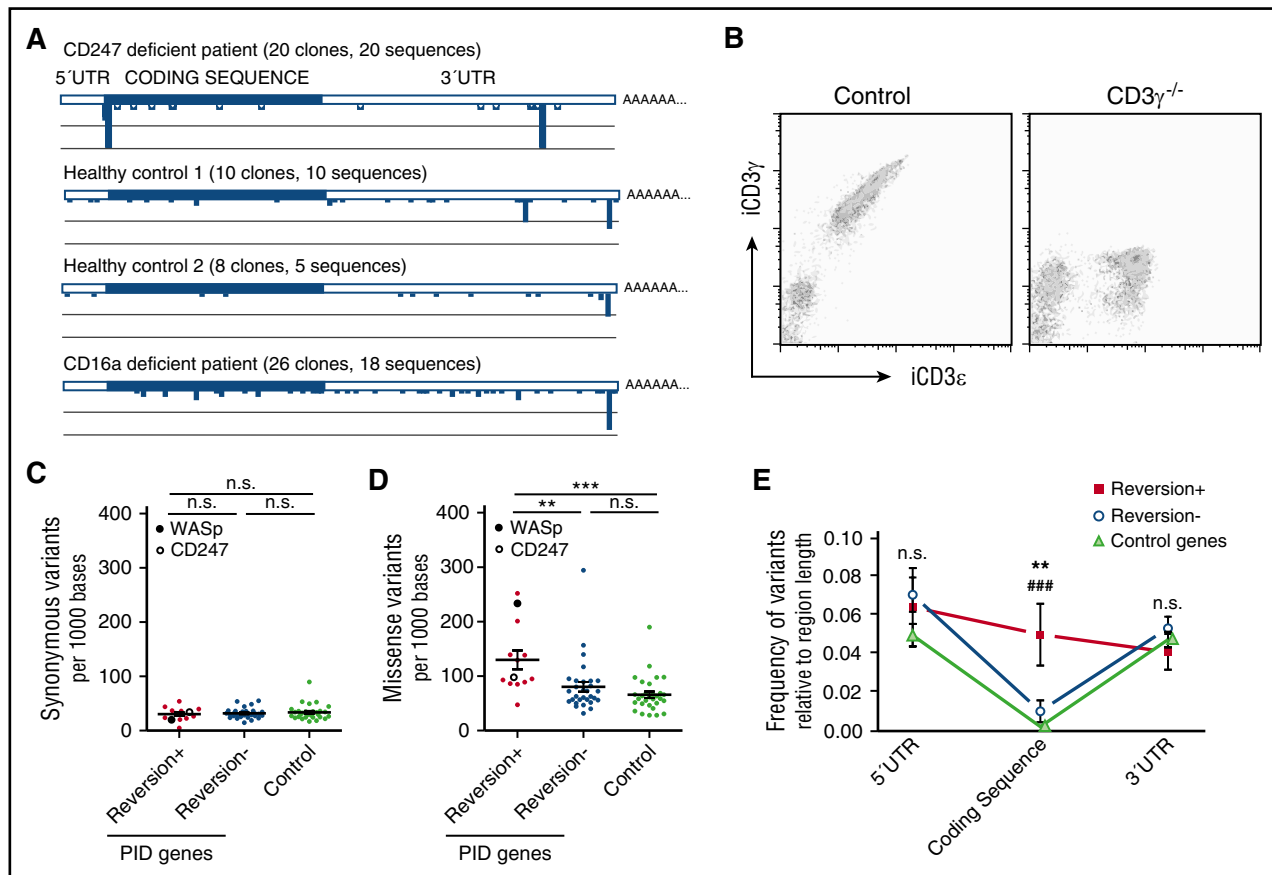 A
CD247 deficient patient (20 clones, 20 sequences)
5´UTR CODING SEQUENCE 3´UTR
AAAAAA...
Healthy control 1 (10 clones, 10 sequences)
AAAAAA...
Healthy control 2 (8 clones, 5 sequences)
AAAAAA...
CD16a deficient patient (26 clones, 18 sequences)
AAAAAA...
B
Control
CD3γ-/-
iCD3γ
iCD3ε
C
n.s.
n.s. n.s.
WASp
CD247
Synonymous variants
per 1000 bases
400
300
200
100
0
Reversion+
Reversion-
Control
PID genes
D
***
** n.s.
WASp
CD247
Missense variants
per 1000 bases
400
300
200
100
0
Reversion+
Reversion-
Control
PID genes
E
Reversion+
Reversion-
Control genes
Frequency of variants
relative to region length
0.10
0.08
0.06
0.04
0.02
0.00
n.s.
**
###
n.s.
5´UTR
Coding Sequence
3´UTR